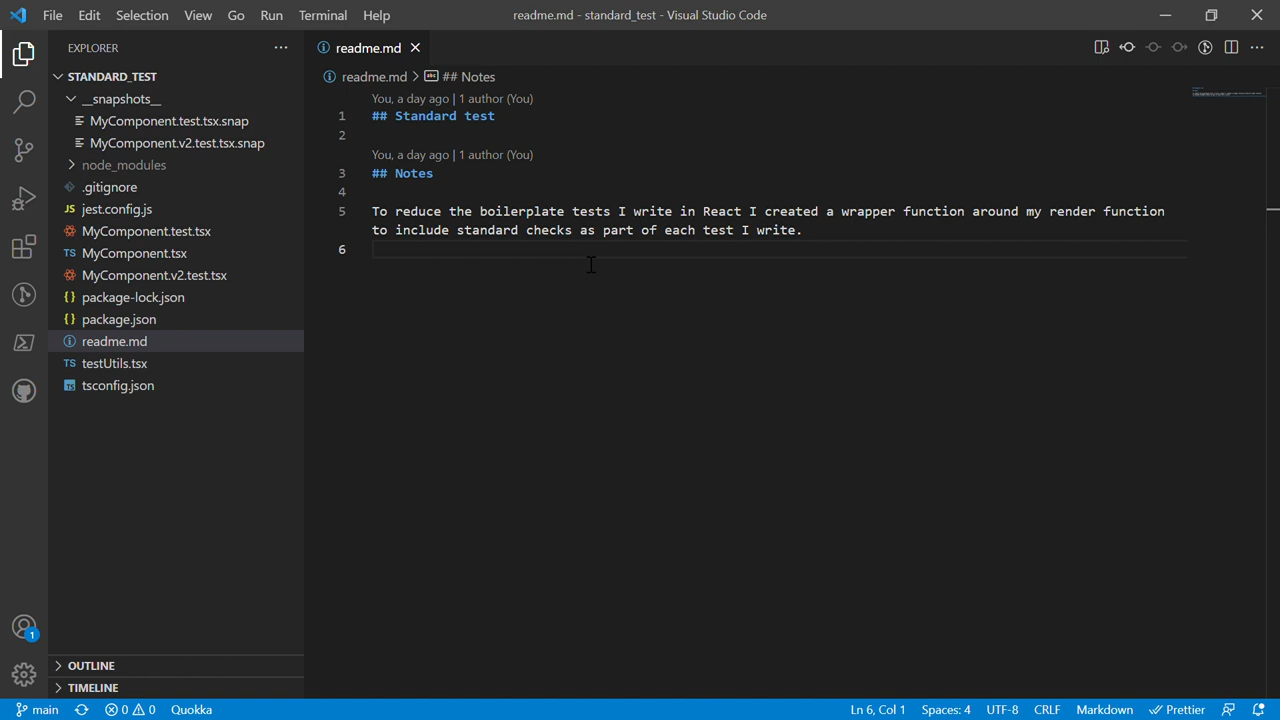 File Edit Selection View Go Run Terminal Help
readme.md - standard_test - Visual Studio Code
EXPLORER
STANDARD_TEST
__snapshots__
MyComponent.test.tsx.snap
MyComponent.v2.test.tsx.snap
node_modules
.gitignore
JS jest.config.js
MyComponent.test.tsx
TS MyComponent.tsx
MyComponent.v2.test.tsx
{} package-lock.json
{} package.json
readme.md
TS testUtils.tsx
TS tsconfig.json
OUTLINE
TIMELINE
1
readme.md
readme.md > abc ## Notes
You, a day ago | 1 author (You)
1 ## Standard test
2
You, a day ago | 1 author (You)
3 ## Notes
4
5 To reduce the boilerplate tests I write in React I created a wrapper function around my render function
to include standard checks as part of each test I write.
6
main 0 0 Quokka
Ln 6, Col 1 Spaces: 4 UTF-8 CRLF Markdown Prettier